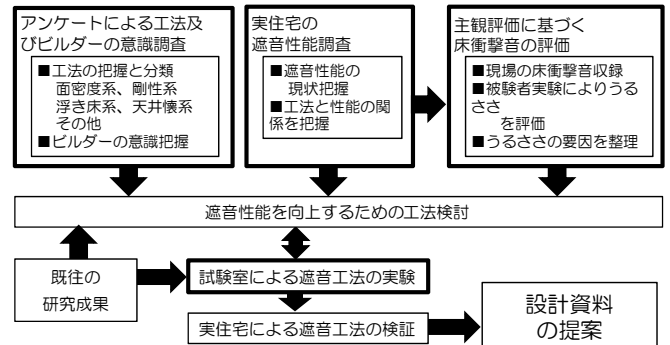 アンケートによる工法及
びビルダーの意識調査
■工法の把握と分類
面密度系、剛性系
浮き床系、天井懐系
その他
■ビルダーの意識把握
実住宅の
遮音性能調査
■遮音性能の
現状把握
■工法と性能の関
係を把握
主観評価に基づく
床衝撃音の評価
■現場の床衝撃音収録
■被験者実験によりうる
ささ
を評価
■うるささの要因を整理
遮音性能を向上するための工法検討
既往の
研究成果
試験室による遮音工法の実験
実住宅による遮音工法の検証
設計資料
の提案